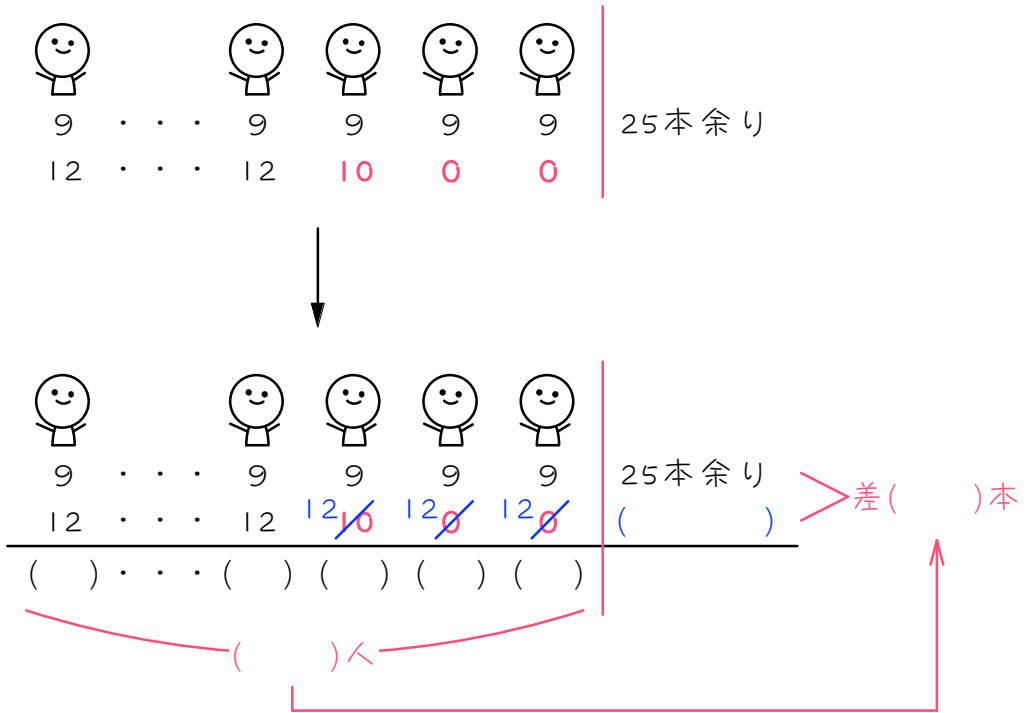 9 ・ ・ ・ 9 9 9 9 25本余り
12 ・ ・ ・ 12 10 0 0
9 ・ ・ ・ 9 9 9 9 25本余り
差( )本
12 ・ ・ ・ 12 12 10 12 0 12 0 ( )
( ) ・ ・ ・ ( ) ( ) ( ) ( )
( )人